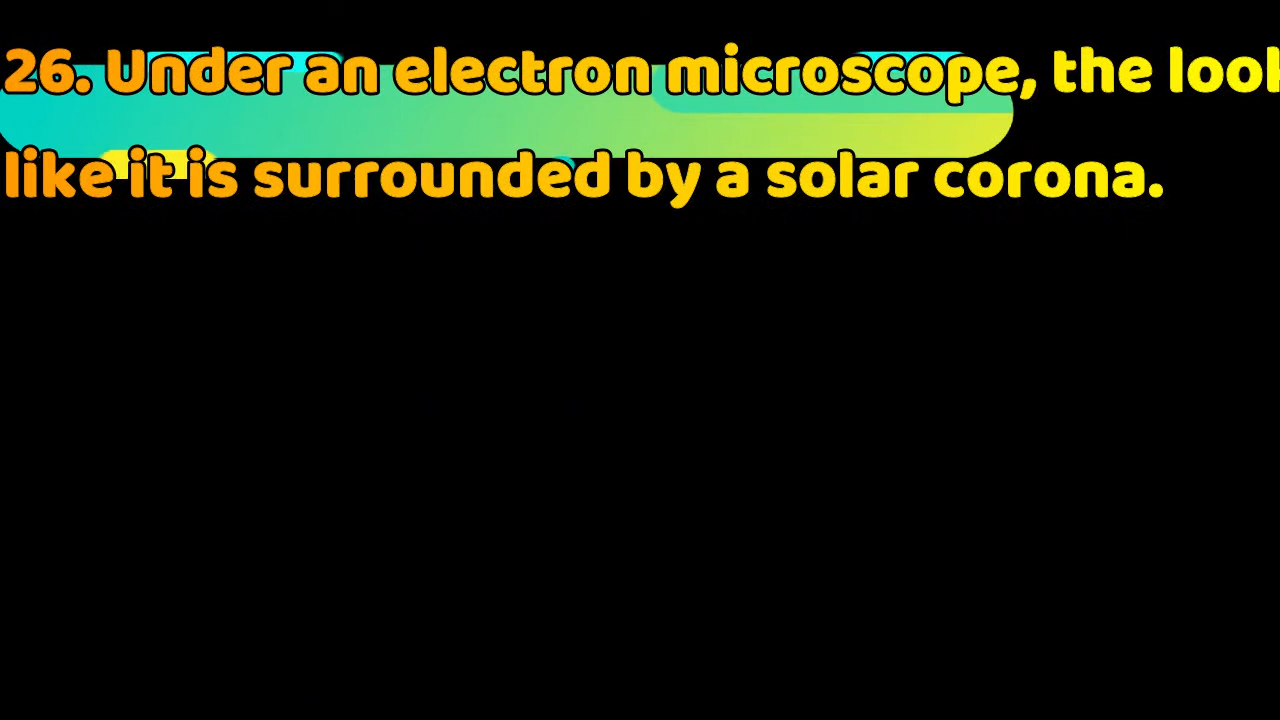 26. Under an electron microscope, the look
like it is surrounded by a solar corona.